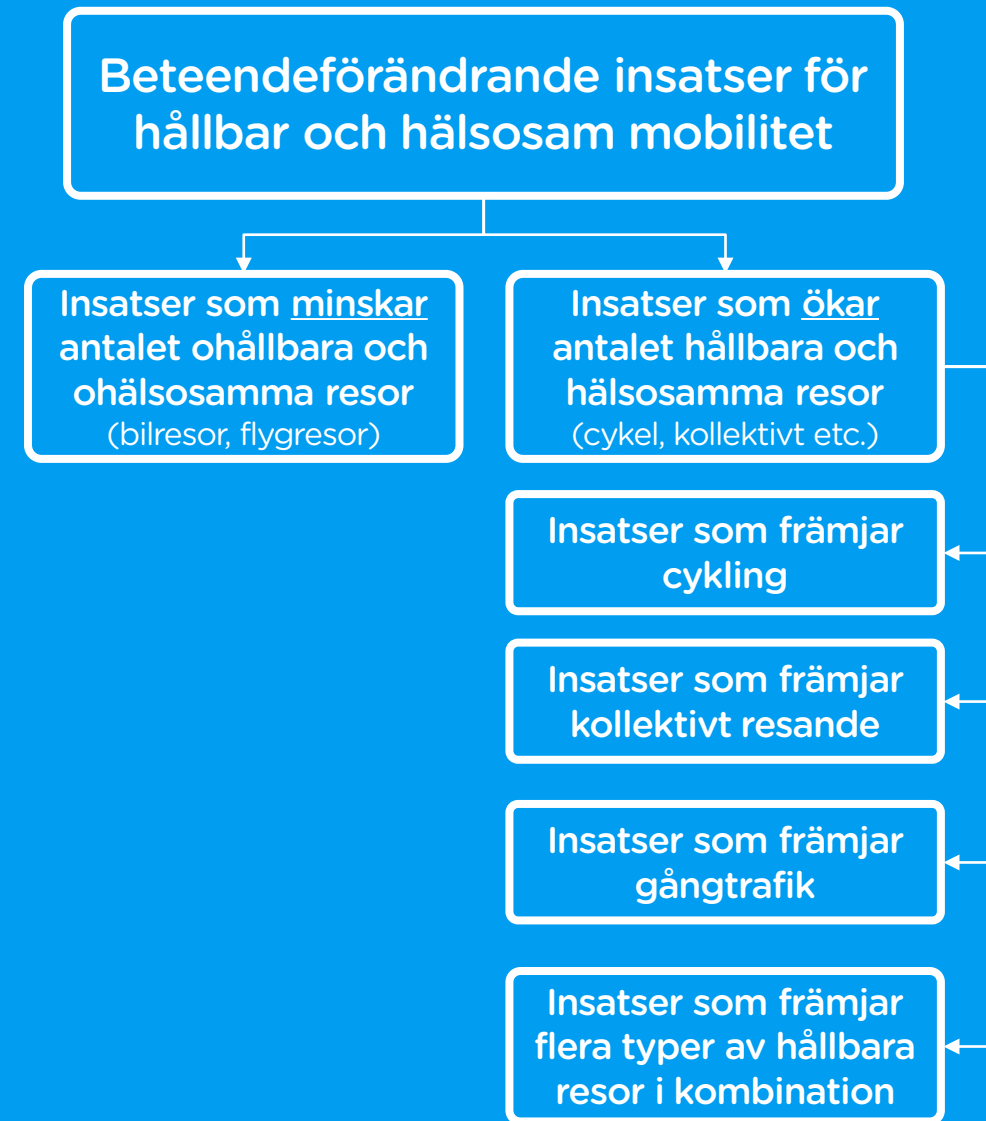 Beteendeförändrande insatser för
hållbar och hälsosam mobilitet
Insatser som minskar
antalet ohållbara och
ohälsosamma resor
(bilresor, flygresor)
Insatser som ökar
antalet hållbara och
hälsosamma resor
(cykel, kollektivt etc.)
Insatser som främjar
cykling
Insatser som främjar
kollektivt resande
Insatser som främjar
gångtrafik
Insatser som främjar
flera typer av hållbara
resor i kombination